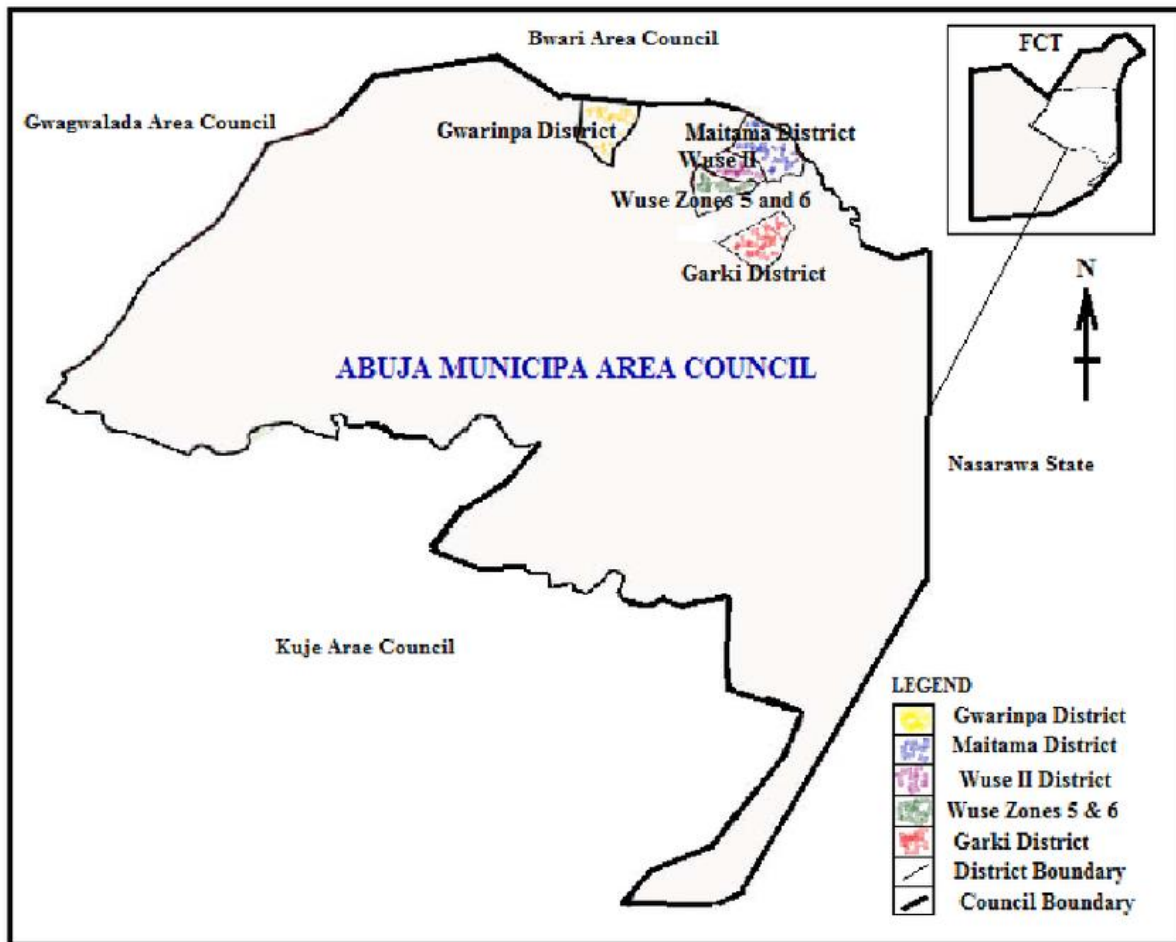 Bwari Area Council
FCT
Gwagwalada Area Council
Gwarinpa District
Maitama District
Wuse II
Wuse Zones 5 and 6
Garki District
N
ABUJA MUNICIPA AREA COUNCIL
Nasarawa State
Kuje Arae Council
LEGEND
Gwarinpa District
Maitama District
Wuse II District
Wuse Zones 5 & 6
Garki District
District Boundary
Council Boundary